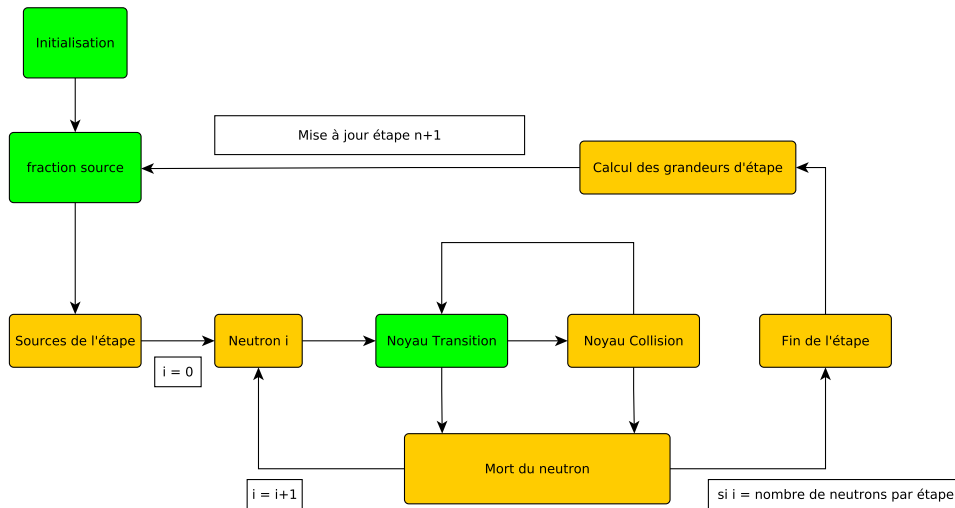 Initialisation
Mise à jour étape n+1
fraction source
Calcul des grandeurs d'étape
Sources de l'étape
Neutron i
Noyau Transition
Noyau Collision
Fin de l'étape
i = 0
Mort du neutron
i = i+1
si i = nombre de neutrons par étape